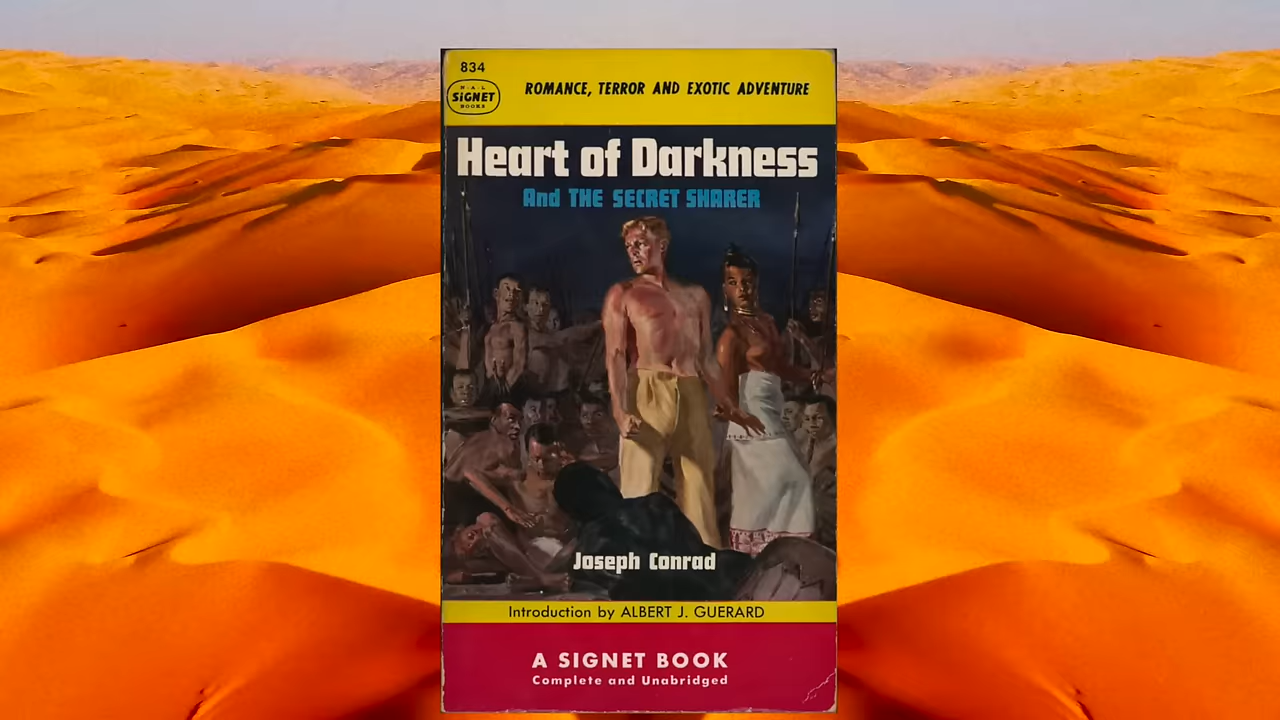 834
N·A·L
SIGNET
BOOKS
ROMANCE, TERROR AND EXOTIC ADVENTURE
Heart of Darkness
And THE SECRET SHARER
Joseph Conrad
Introduction by ALBERT J. GUERARD
A SIGNET BOOK
Complete and Unabridged